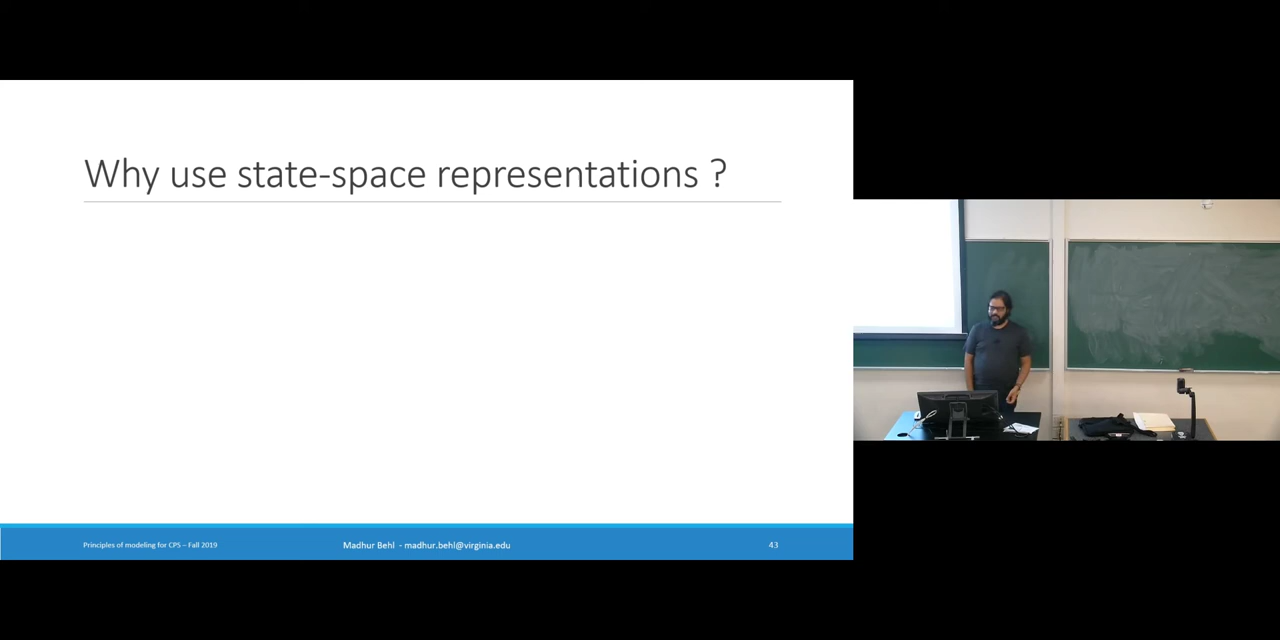 Why use state-space representations ?
Principles of modeling for CPS – Fall 2019
Madhur Behl - madhur.behl@virginia.edu
43